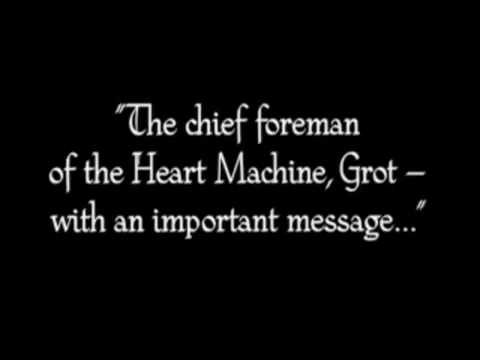 "The chief foreman
of the Heart Machine, Grot –
with an important message..."